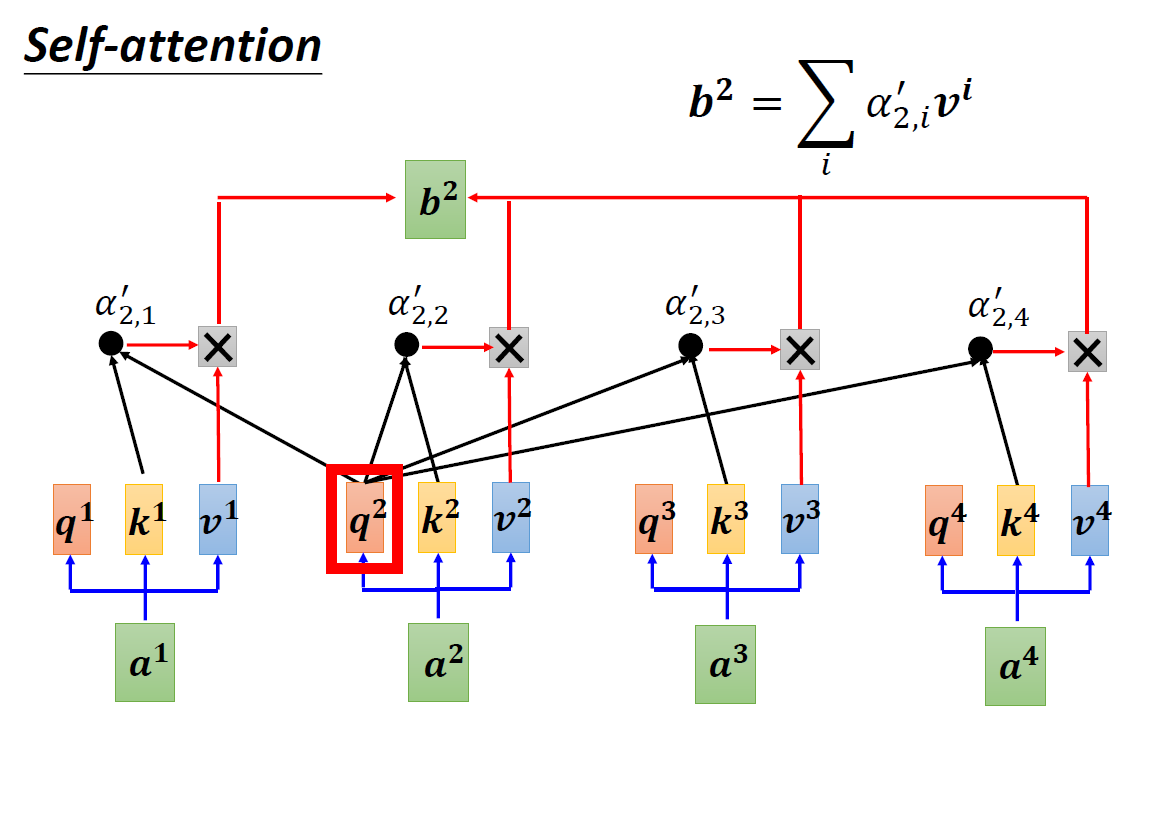 Self-attention
b² = ∑ᵢ α′₂,ᵢ vⁱ
b²
α′₂,₁ α′₂,₂ α′₂,₃ α′₂,₄
× × × ×
q¹ k¹ v¹ q² k² v² q³ k³ v³ q⁴ k⁴ v⁴
a¹ a² a³ a⁴